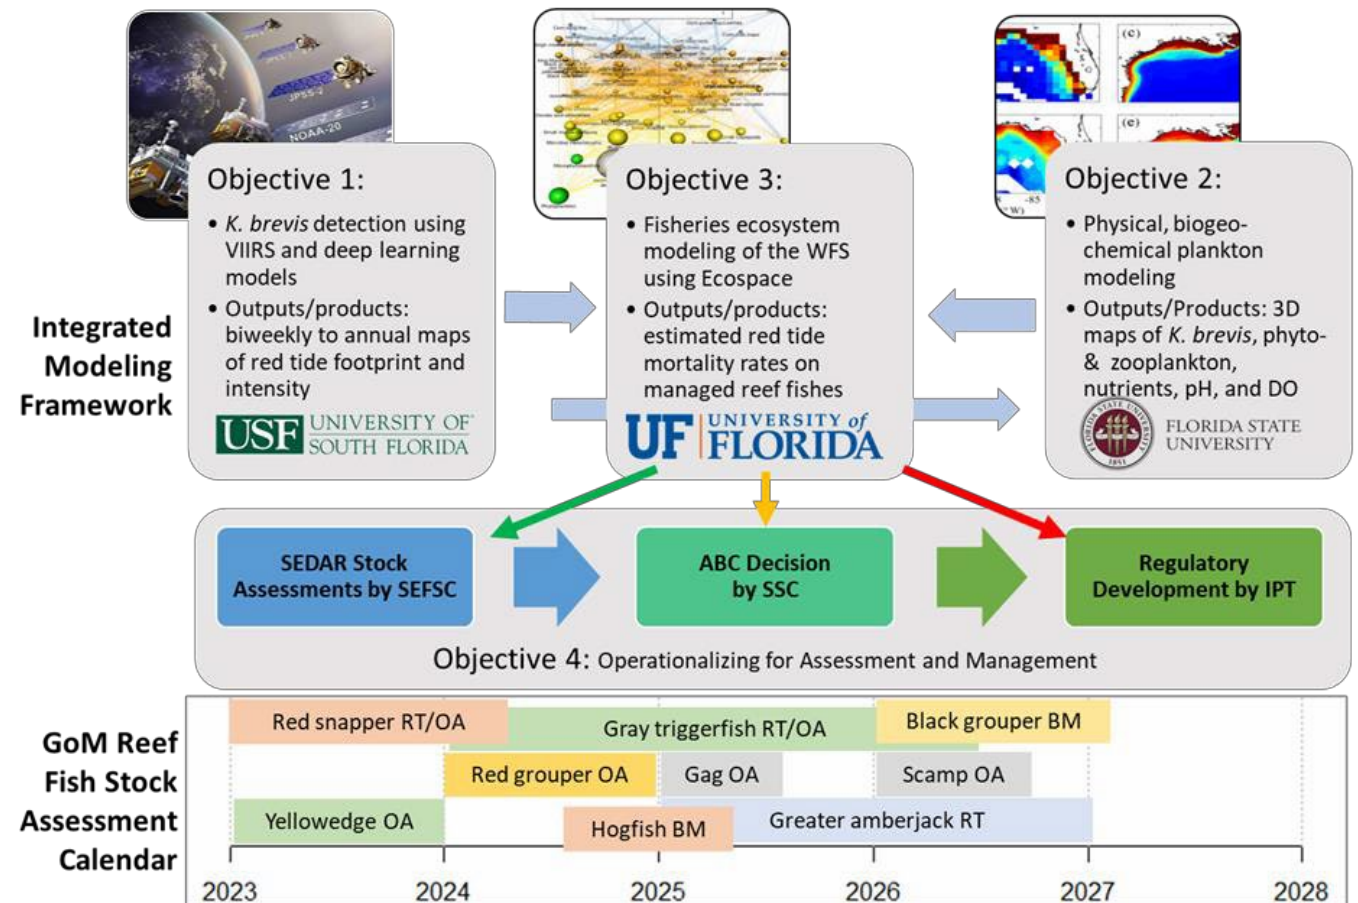 JPSS-2
NOAA-20
(c)
(e)
-85
°W)
Objective 1:
• K. brevis detection using
VIIRS and deep learning
models
• Outputs/products:
biweekly to annual maps
of red tide footprint and
intensity
USF UNIVERSITY OF
SOUTH FLORIDA
Objective 3:
• Fisheries ecosystem
modeling of the WFS
using Ecospace
• Outputs/products:
estimated red tide
mortality rates on
managed reef fishes
UF UNIVERSITY of
FLORIDA
Objective 2:
• Physical, biogeo-
chemical plankton
modeling
• Outputs/Products: 3D
maps of K. brevis, phyto-
& zooplankton,
nutrients, pH, and DO
FLORIDA STATE UNIVERSITY
1851
FLORIDA STATE
UNIVERSITY
Integrated
Modeling
Framework
SEDAR Stock
Assessments by SEFSC
ABC Decision
by SSC
Regulatory
Development by IPT
Objective 4: Operationalizing for Assessment and Management
GoM Reef
Fish Stock
Assessment
Calendar
Red snapper RT/OA
Gray triggerfish RT/OA
Black grouper BM
Red grouper OA
Gag OA
Scamp OA
Yellowedge OA
Hogfish BM
Greater amberjack RT
2023
2024
2025
2026
2027
2028